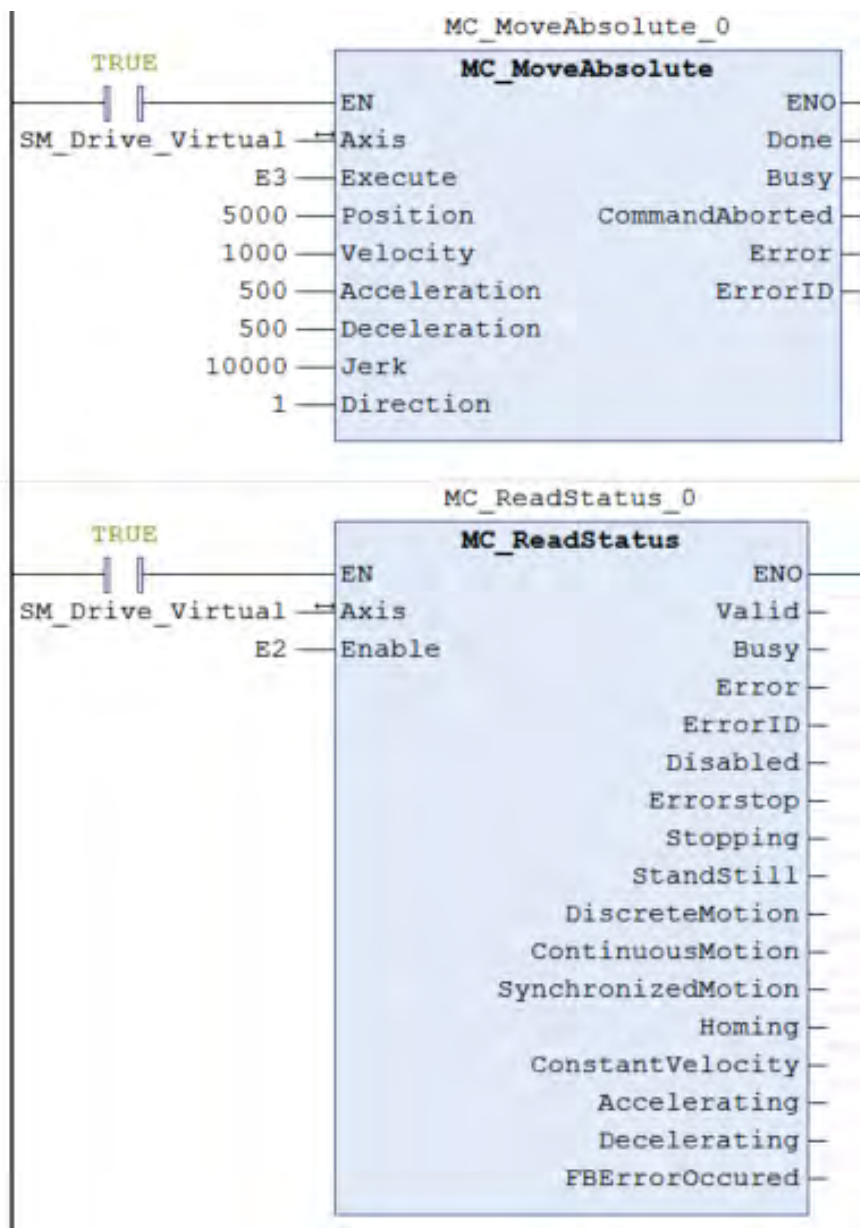 MC_MoveAbsolute_0
TRUE
MC_MoveAbsolute
EN ENO
SM_Drive_Virtual Axis Done
E3 Execute Busy
5000 Position CommandAborted
1000 Velocity Error
500 Acceleration ErrorID
500 Deceleration
10000 Jerk
1 Direction
MC_ReadStatus_0
TRUE
MC_ReadStatus
EN ENO
SM_Drive_Virtual Axis Valid
E2 Enable Busy
Error
ErrorID
Disabled
Errorstop
Stopping
StandStill
DiscreteMotion
ContinuousMotion
SynchronizedMotion
Homing
ConstantVelocity
Accelerating
Decelerating
FBErrorOccured